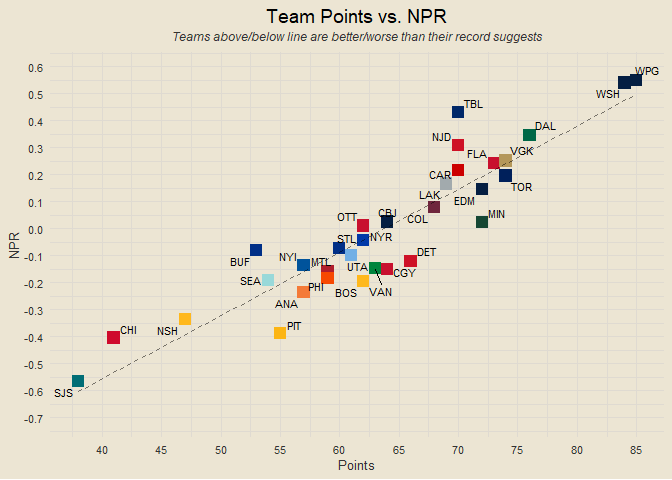 Team Points vs. NPR
Teams above/below line are better/worse than their record suggests
0.6
WPG
WSH
0.5
TBL
0.4
DAL
NJD
0.3
FLA
VGK
0.2
CAR
TOR
LAK
EDM
0.1
OTT
CBJ
COL
MIN
0.0
STL
NYR
NPR
BUF
NYI
MTL
UTA
DET
-0.1
SEA
PHI
CGY
-0.2
ANA
BOS
VAN
-0.3
NSH
PIT
CHI
-0.4
-0.5
SJS
-0.6
-0.7
40 45 50 55 60 65 70 75 80 85
Points